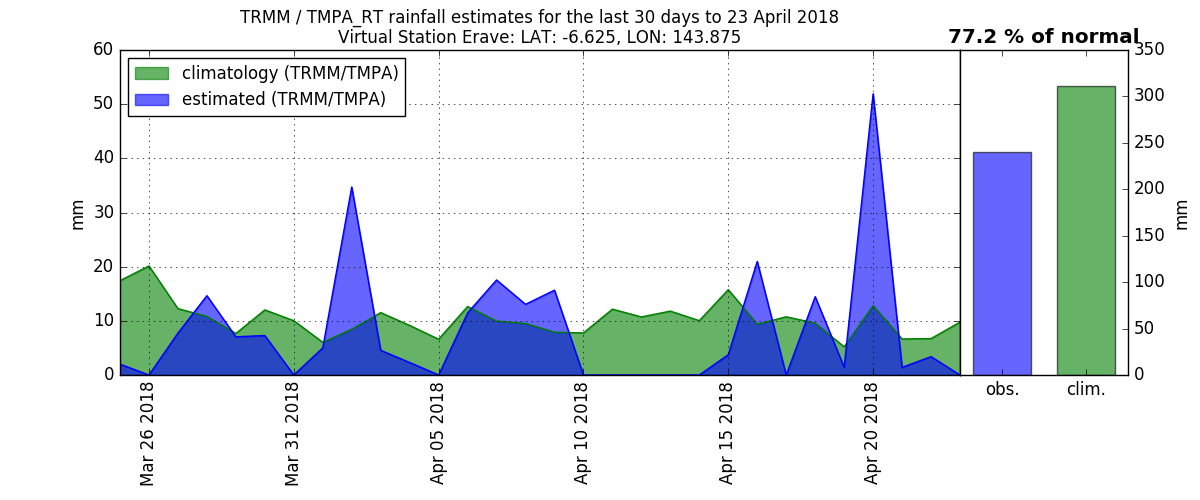 TRMM / TMPA_RT rainfall estimates for the last 30 days to 23 April 2018
Virtual Station Erave: LAT: -6.625, LON: 143.875
77.2 % of normal
climatology (TRMM/TMPA)
estimated (TRMM/TMPA)
60
50
40
30
20
10
0
mm
Mar 26 2018
Mar 31 2018
Apr 05 2018
Apr 10 2018
Apr 15 2018
Apr 20 2018
350
300
250
200
150
100
50
0
mm
obs.
clim.